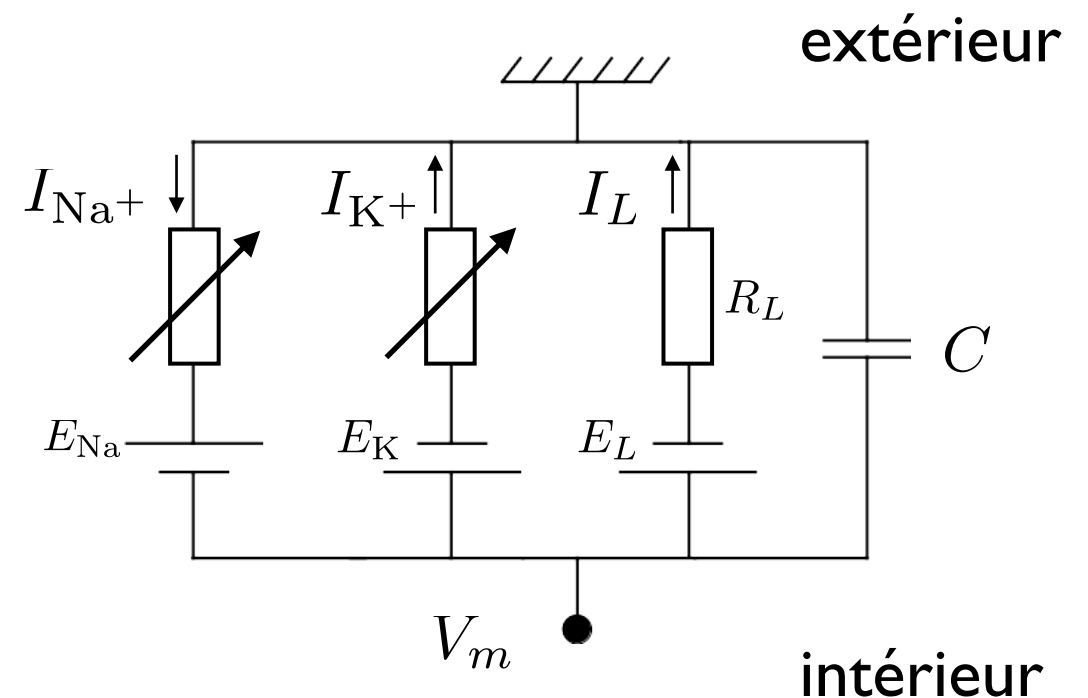 extérieur
I_{Na+} I_{K+} I_L
R_L
C
E_{Na} E_K E_L
V_m
intérieur